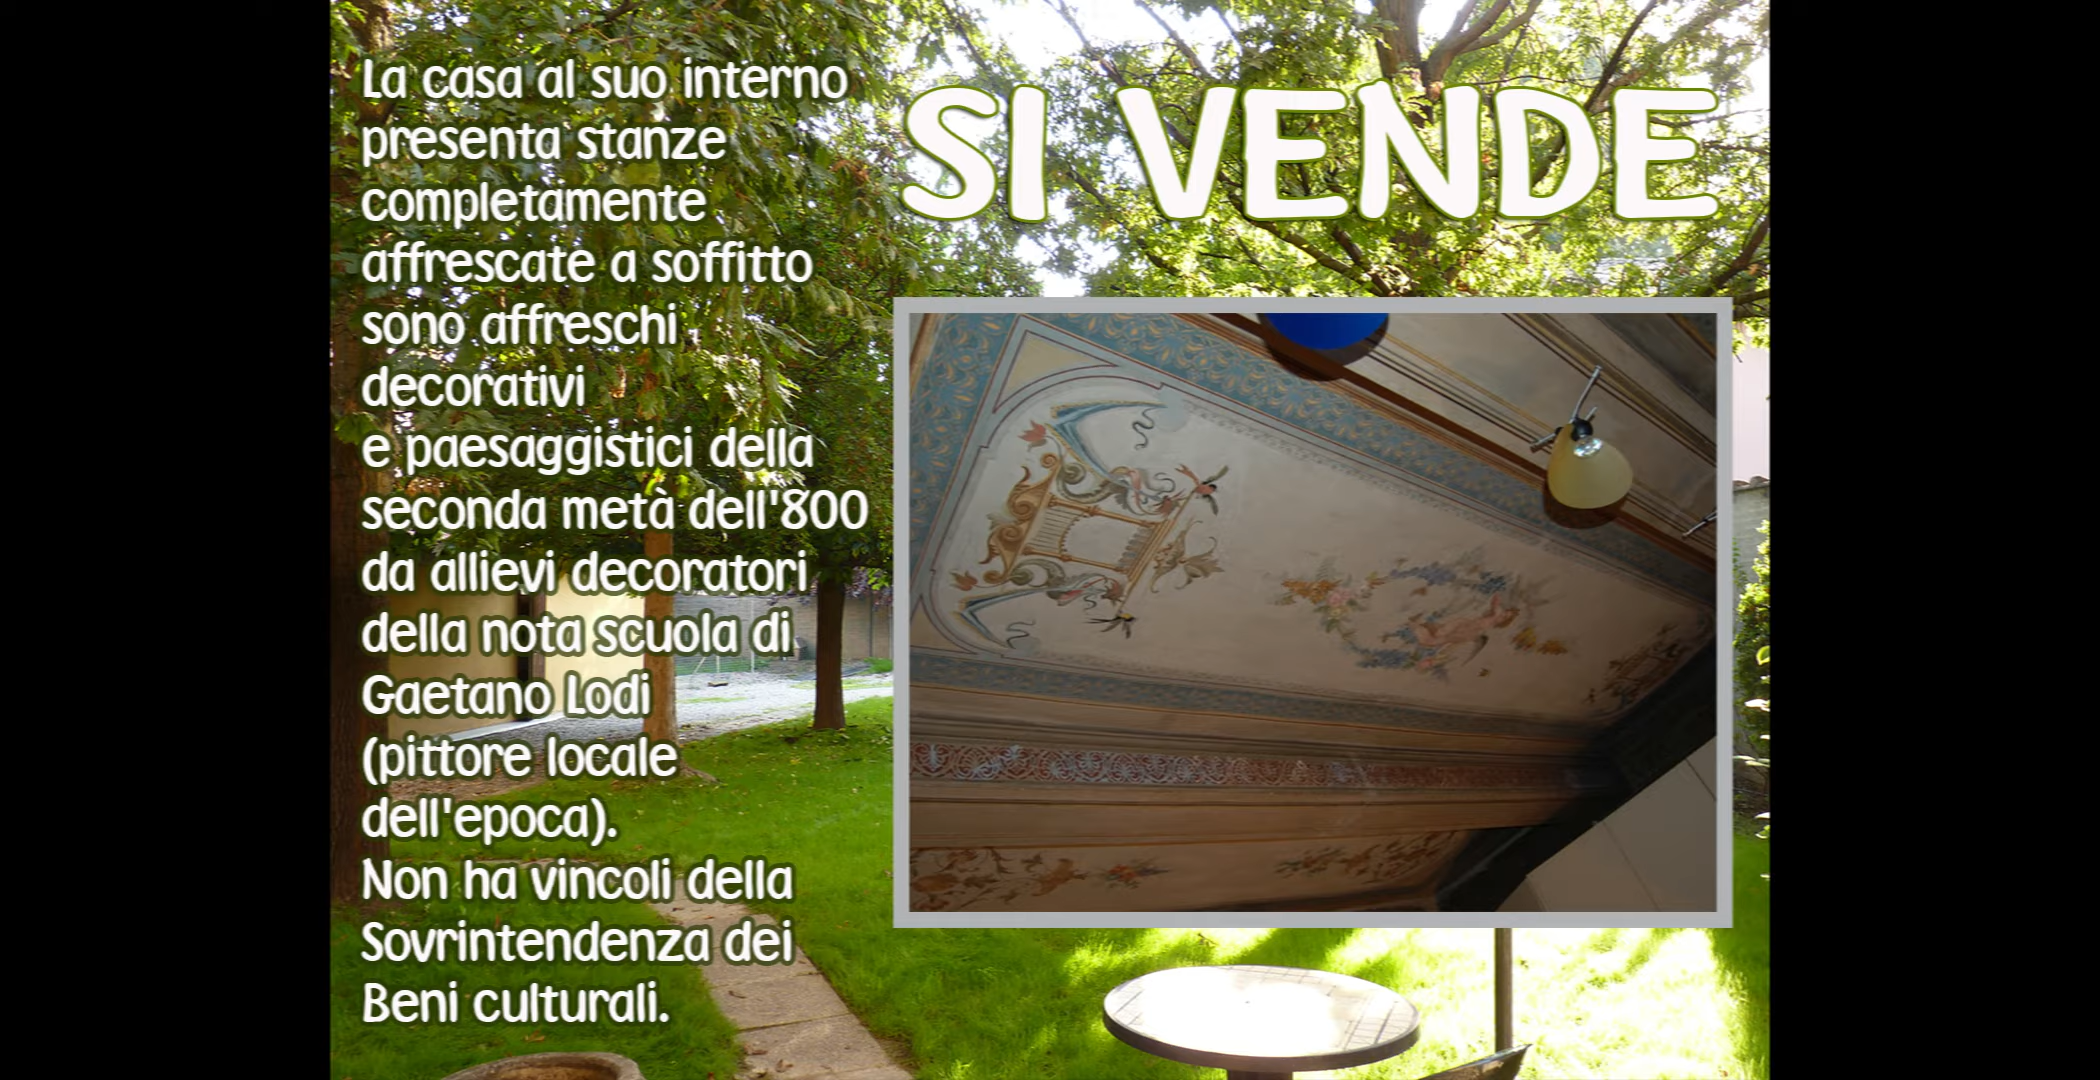 SI VENDE
La casa al suo interno
presenta stanze
completamente
affrescate a soffitto
sono affreschi
decorativi
e paesaggistici della
seconda metà dell'800
da allievi decoratori
della nota scuola di
Gaetano Lodi
(pittore locale
dell'epoca).
Non ha vincoli della
Sovrintendenza dei
Beni culturali.